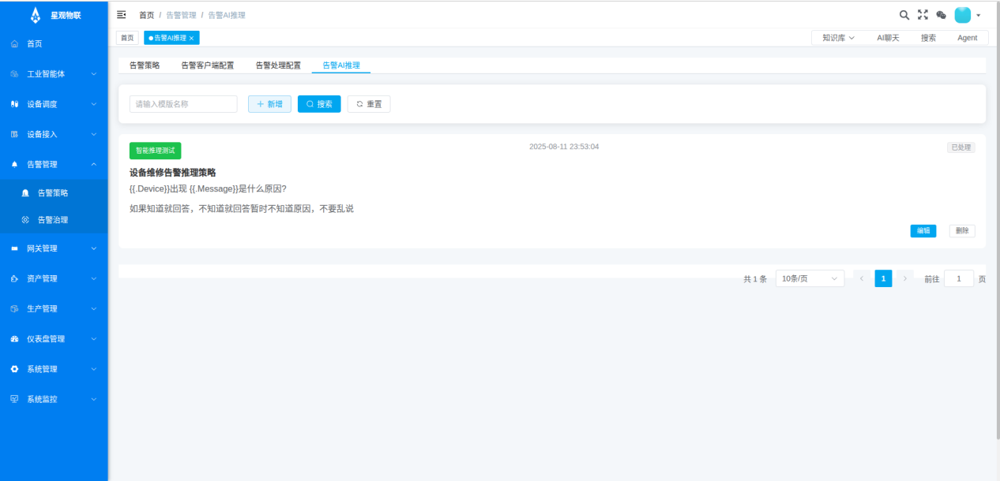 星观物联
首页 / 告警管理 / 告警AI推理
首页
告警AI推理
知识库 AI聊天 搜索 Agent
首页
工业智能体
设备调度
设备接入
告警管理
告警策略
告警治理
网关管理
资产管理
生产管理
仪表盘管理
系统管理
系统监控
告警策略 告警客户端配置 告警处理配置 告警AI推理
请输入模版名称 新增 搜索 重置
智能推理测试 2025-08-11 23:53:04 已处理
设备维修告警推理策略
{{.Device}}出现 {{.Message}}是什么原因?
如果知道就回答，不知道就回答暂时不知道原因，不要乱说
编辑 删除
共 1 条 10条/页 1 前往 1 页